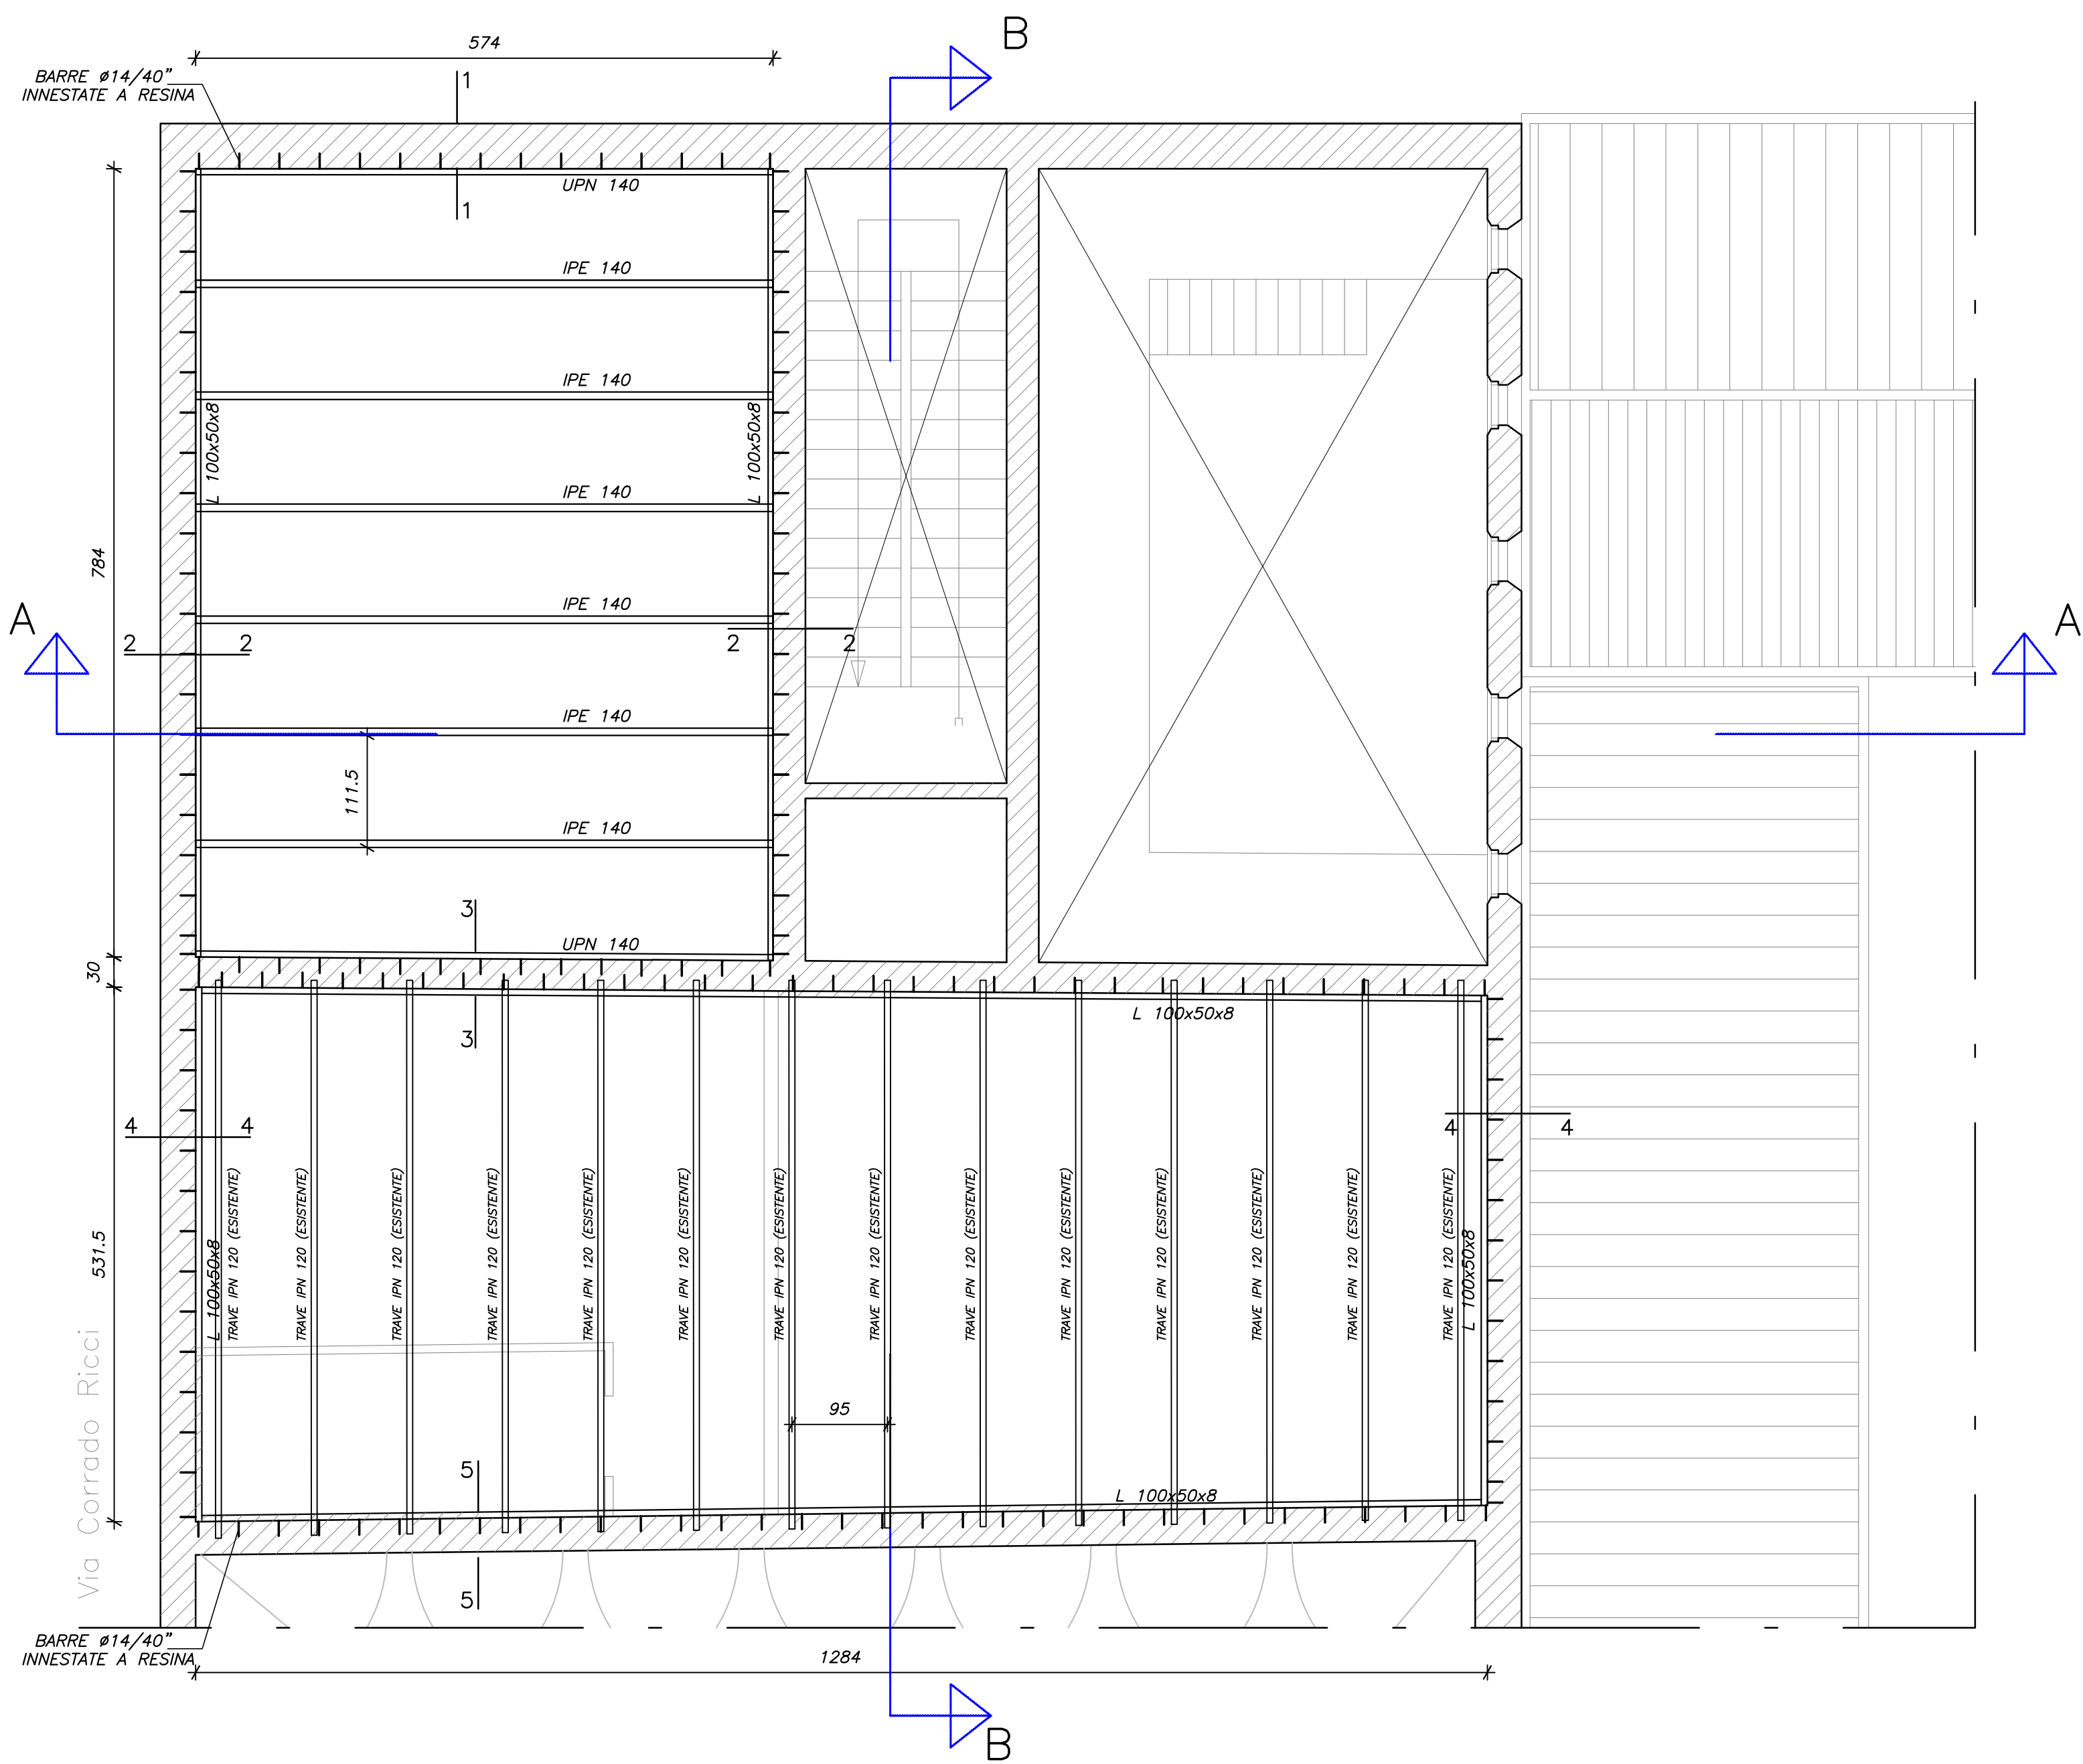 B
574
BARRE ø14/40"
INNESTATE A RESINA
1
1
UPN 140
IPE 140
IPE 140
L 100x50x8
L 100x50x8
IPE 140
784
IPE 140
A
A
2
2
2
2
IPE 140
111.5
IPE 140
3
UPN 140
30
3
L 100x50x8
4
4
4
4
531.5
L 100x50x8
TRAVE IPN 120 (ESISTENTE)
TRAVE IPN 120 (ESISTENTE)
TRAVE IPN 120 (ESISTENTE)
TRAVE IPN 120 (ESISTENTE)
TRAVE IPN 120 (ESISTENTE)
TRAVE IPN 120 (ESISTENTE)
TRAVE IPN 120 (ESISTENTE)
TRAVE IPN 120 (ESISTENTE)
TRAVE IPN 120 (ESISTENTE)
TRAVE IPN 120 (ESISTENTE)
TRAVE IPN 120 (ESISTENTE)
TRAVE IPN 120 (ESISTENTE)
TRAVE IPN 120 (ESISTENTE)
TRAVE IPN 120 (ESISTENTE)
L 100x50x8
Via Corrado Ricci
95
5
L 100x50x8
5
BARRE ø14/40"
INNESTATE A RESINA
1284
B